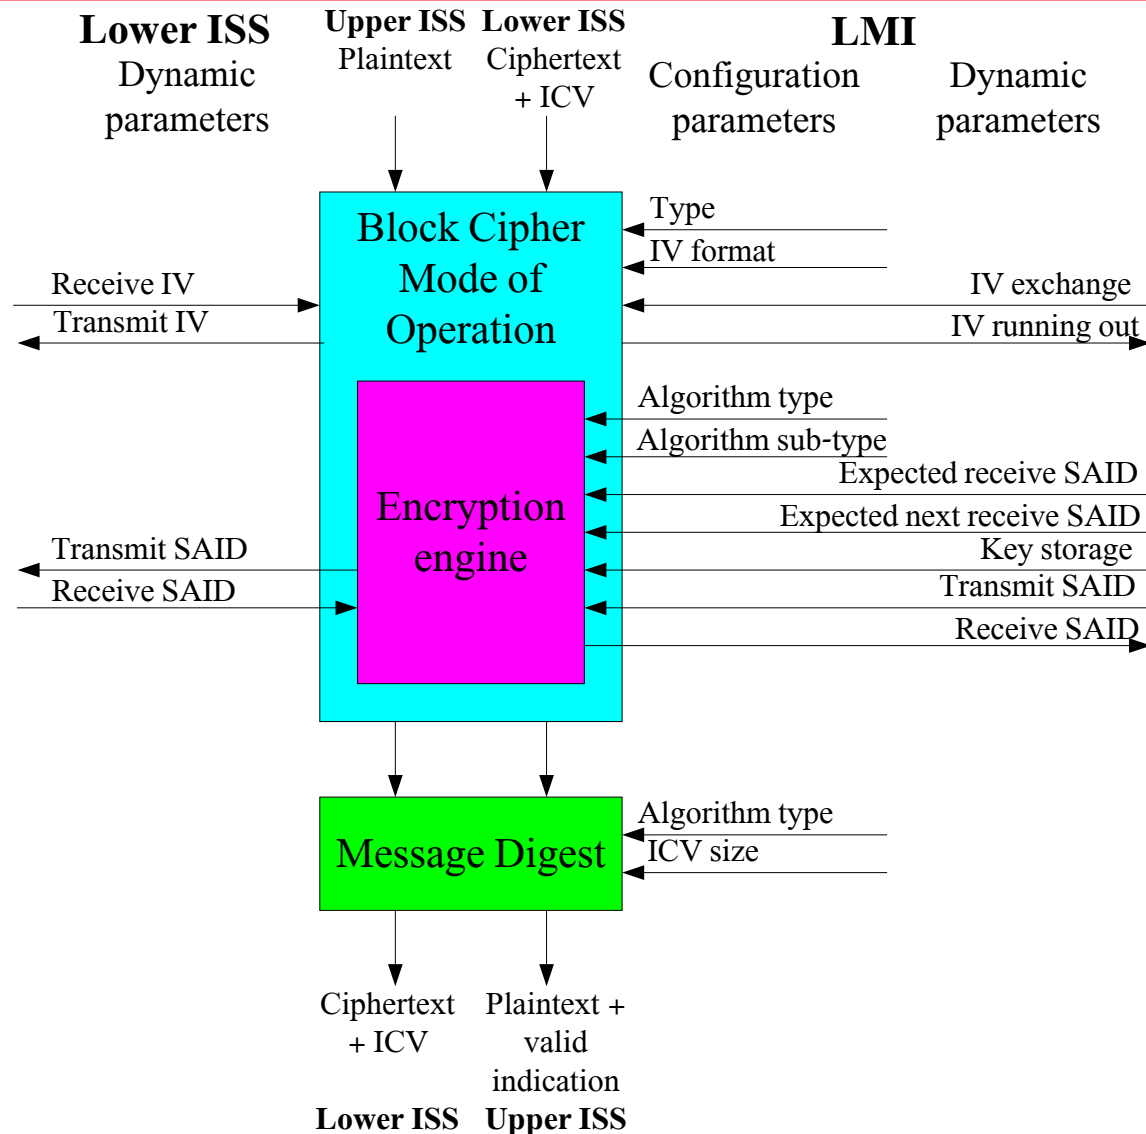 Lower ISS
Dynamic
parameters
Upper ISS
Plaintext
Lower ISS
Ciphertext
+ ICV
LMI
Configuration
parameters
Dynamic
parameters
Block Cipher
Mode of
Operation
Type
IV format
Receive IV
Transmit IV
IV exchange
IV running out
Encryption
engine
Algorithm type
Algorithm sub-type
Expected receive SAID
Expected next receive SAID
Key storage
Transmit SAID
Receive SAID
Transmit SAID
Receive SAID
Message Digest
Algorithm type
ICV size
Ciphertext
+ ICV
Lower ISS
Plaintext +
valid
indication
Upper ISS